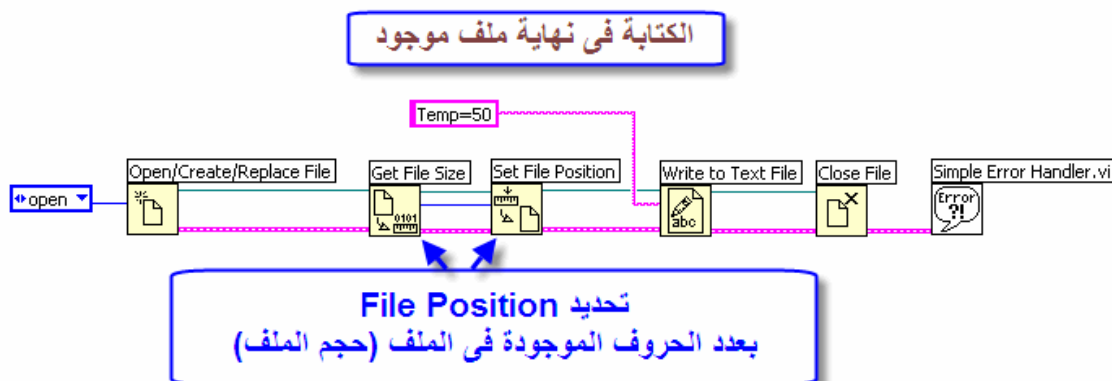 الكتابة فى نهاية ملف موجود
Temp=50
Open/Create/Replace File
Get File Size
Set File Position
Write to Text File
Close File
Simple Error Handler.vi
open
0101
abc
Error
?!
تحديد File Position
بعدد الحروف الموجودة فى الملف (حجم الملف)